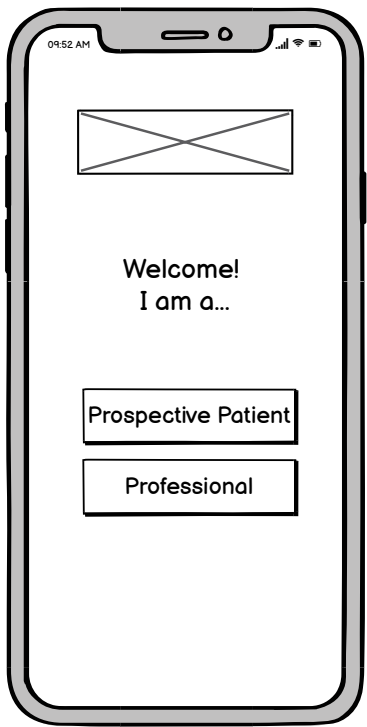 09:52 AM
Welcome!
I am a...
Prospective Patient
Professional